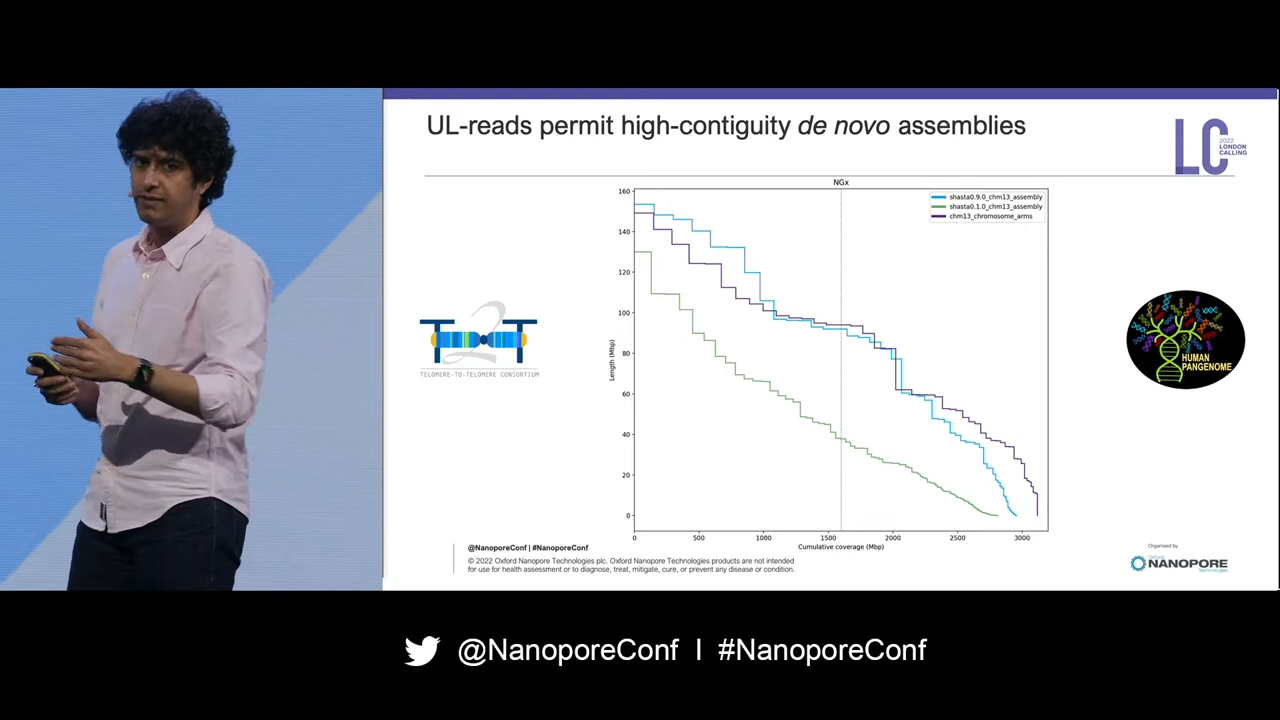 UL-reads permit high-contiguity de novo assemblies
LC
2022
LONDON
CALLING
NGx
shasta0.9.0_chm13_assembly
shasta0.1.0_chm13_assembly
chm13_chromosome_arms
160
140
120
100
80
60
40
20
0
Length (Mbp)
0 500 1000 1500 2000 2500 3000
Cumulative coverage (Mbp)
2
TELOMERE-TO-TELOMERE CONSORTIUM
HUMAN
PANGENOME
@NanoporeConf | #NanoporeConf
© 2022 Oxford Nanopore Technologies plc. Oxford Nanopore Technologies products are not intended
for use for health assessment or to diagnose, treat, mitigate, cure, or prevent any disease or condition.
Organised by
Oxford
NANOPORE
Technologies
@NanoporeConf I #NanoporeConf